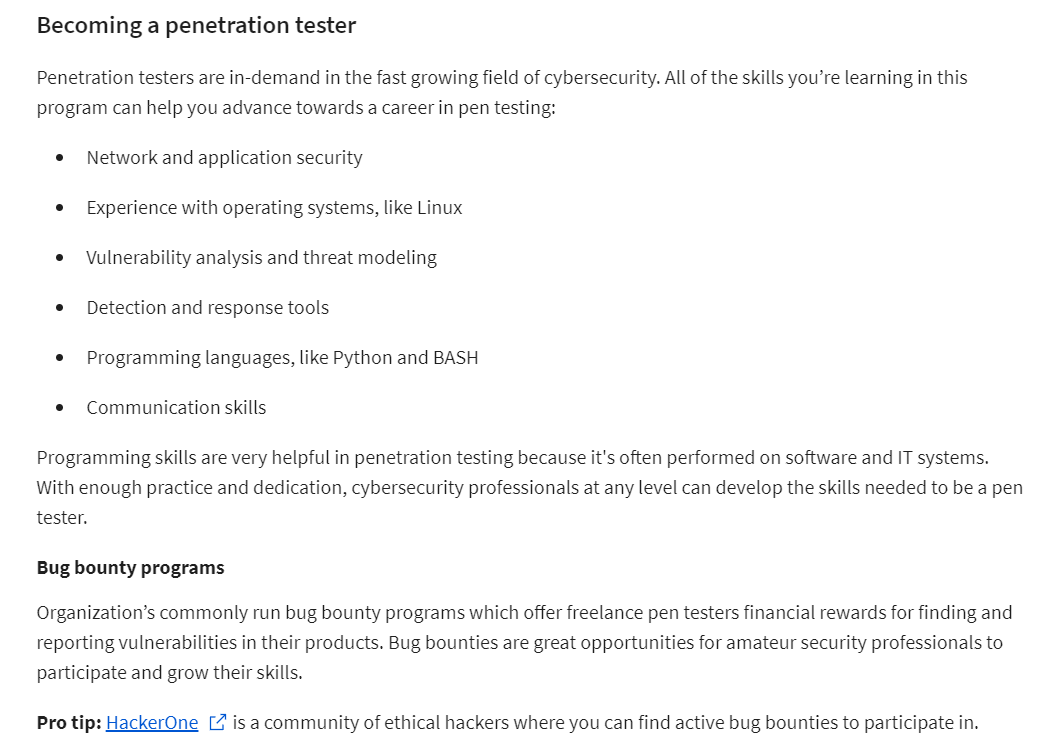 Becoming a penetration tester
Penetration testers are in-demand in the fast growing field of cybersecurity. All of the skills you’re learning in this
program can help you advance towards a career in pen testing:
• Network and application security
• Experience with operating systems, like Linux
• Vulnerability analysis and threat modeling
• Detection and response tools
• Programming languages, like Python and BASH
• Communication skills
Programming skills are very helpful in penetration testing because it's often performed on software and IT systems.
With enough practice and dedication, cybersecurity professionals at any level can develop the skills needed to be a pen
tester.
Bug bounty programs
Organization’s commonly run bug bounty programs which offer freelance pen testers financial rewards for finding and
reporting vulnerabilities in their products. Bug bounties are great opportunities for amateur security professionals to
participate and grow their skills.
Pro tip: HackerOne is a community of ethical hackers where you can find active bug bounties to participate in.